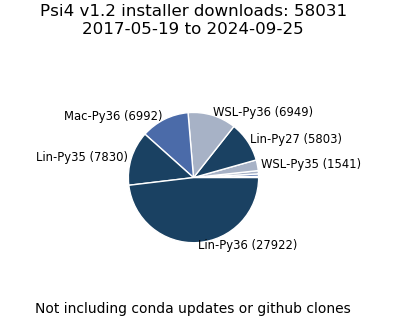 Psi4 v1.2 installer downloads: 58031
2017-05-19 to 2024-09-25
WSL-Py36 (6949)
Mac-Py36 (6992)
Lin-Py27 (5803)
Lin-Py35 (7830)
WSL-Py35 (1541)
Lin-Py36 (27922)
Not including conda updates or github clones